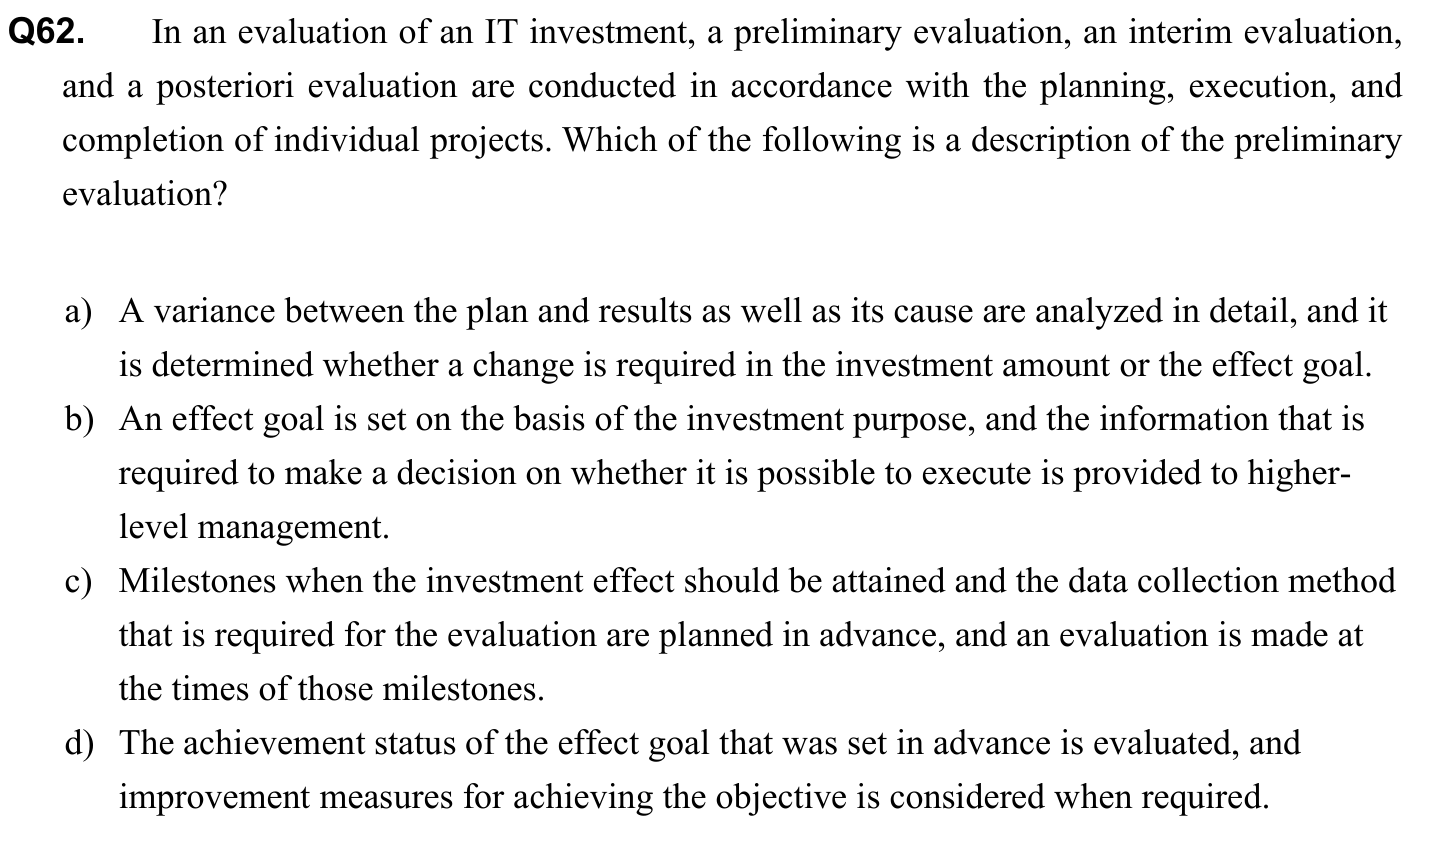 Q62. In an evaluation of an IT investment, a preliminary evaluation, an interim evaluation,
and a posteriori evaluation are conducted in accordance with the planning, execution, and
completion of individual projects. Which of the following is a description of the preliminary
evaluation?
a) A variance between the plan and results as well as its cause are analyzed in detail, and it
is determined whether a change is required in the investment amount or the effect goal.
b) An effect goal is set on the basis of the investment purpose, and the information that is
required to make a decision on whether it is possible to execute is provided to higher-
level management.
c) Milestones when the investment effect should be attained and the data collection method
that is required for the evaluation are planned in advance, and an evaluation is made at
the times of those milestones.
d) The achievement status of the effect goal that was set in advance is evaluated, and
improvement measures for achieving the objective is considered when required.